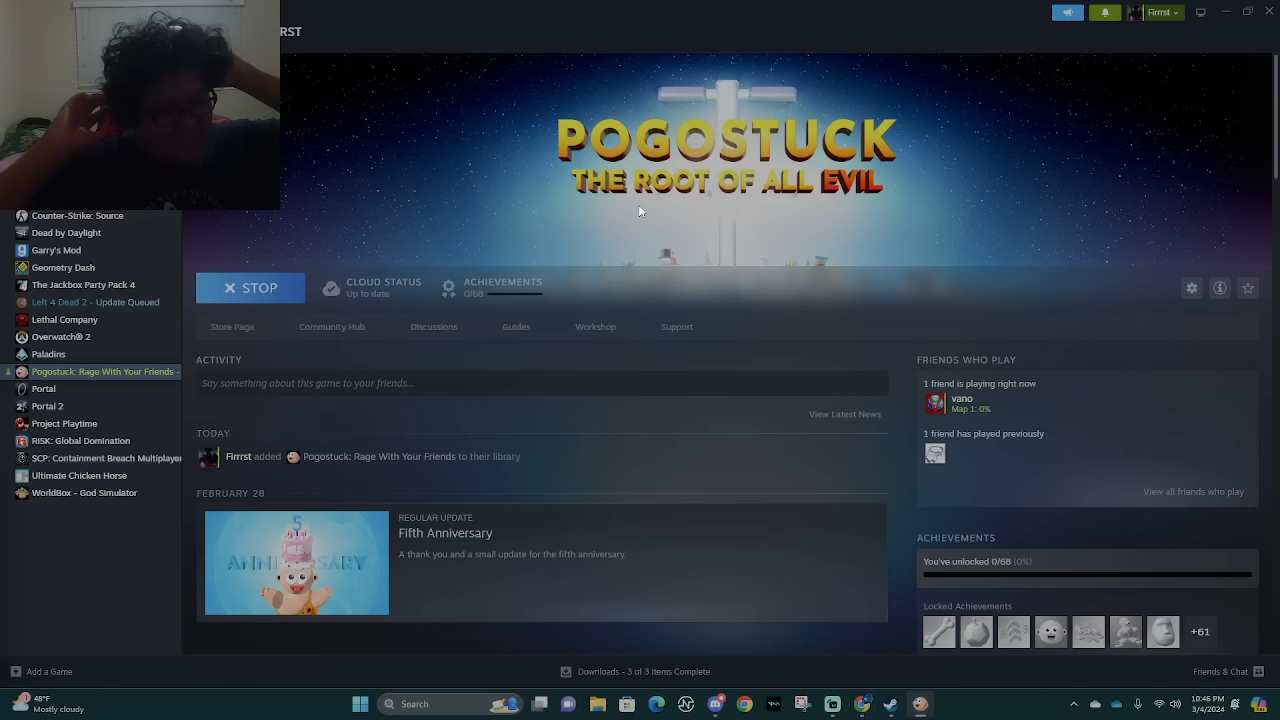 RST
Firrrst
POGOSTUCK
THE ROOT OF ALL EVIL
Counter-Strike: Source
Dead by Daylight
Garry's Mod
Geometry Dash
The Jackbox Party Pack 4
Left 4 Dead 2 - Update Queued
Lethal Company
Overwatch® 2
Paladins
Pogostuck: Rage With Your Friends -
Portal
Portal 2
Project Playtime
RISK: Global Domination
SCP: Containment Breach Multiplayer
Ultimate Chicken Horse
WorldBox - God Simulator
STOP
CLOUD STATUS
Up to date
ACHIEVEMENTS
0/68
Store Page
Community Hub
Discussions
Guides
Workshop
Support
ACTIVITY
Say something about this game to your friends...
View Latest News
TODAY
Firrrst added Pogostuck: Rage With Your Friends to their library
FEBRUARY 28
5
ANNIVERSARY
REGULAR UPDATE
Fifth Anniversary
A thank you and a small update for the fifth anniversary.
FRIENDS WHO PLAY
1 friend is playing right now
vano
Map 1: 0%
1 friend has played previously
View all friends who play
ACHIEVEMENTS
You've unlocked 0/68 (0%)
Locked Achievements
+61
Add a Game
Downloads - 3 of 3 Items Complete
Friends & Chat
48°F
Mostly cloudy
Search
10:46 PM
3/4/2024